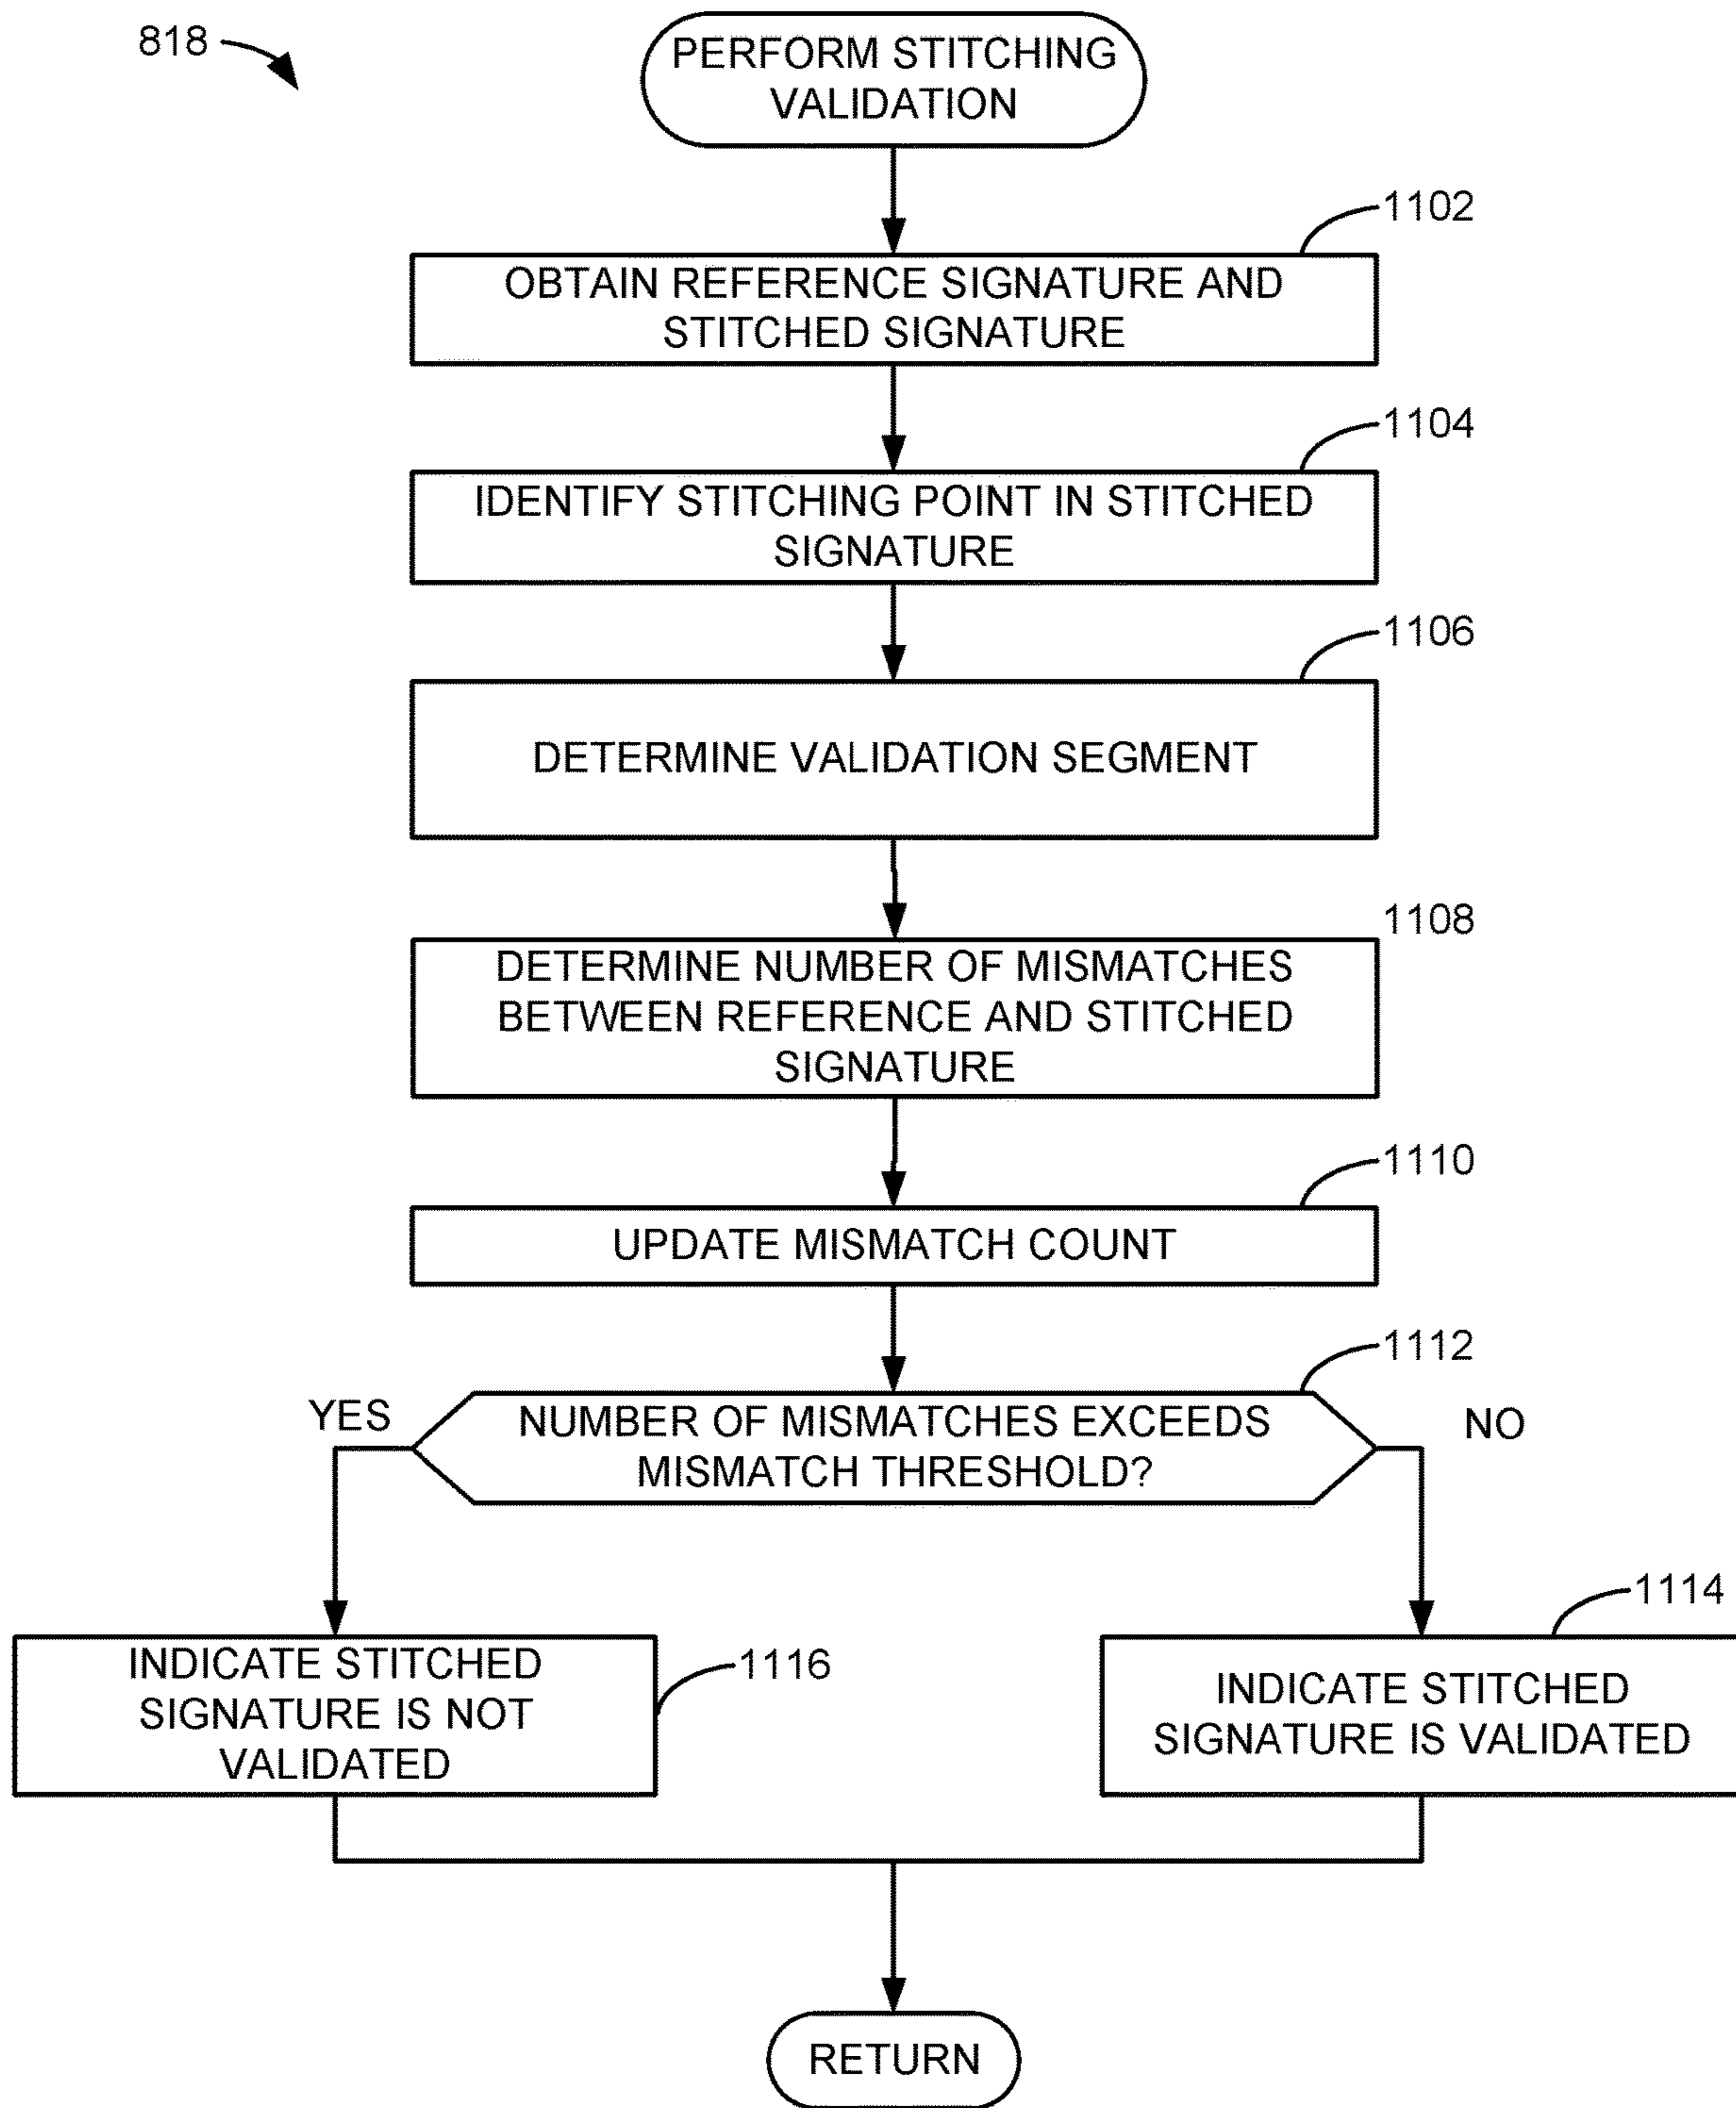 818
PERFORM STITCHING
VALIDATION
1102
OBTAIN REFERENCE SIGNATURE AND
STITCHED SIGNATURE
1104
IDENTIFY STITCHING POINT IN STITCHED
SIGNATURE
1106
DETERMINE VALIDATION SEGMENT
1108
DETERMINE NUMBER OF MISMATCHES
BETWEEN REFERENCE AND STITCHED
SIGNATURE
1110
UPDATE MISMATCH COUNT
1112
YES
NUMBER OF MISMATCHES EXCEEDS
MISMATCH THRESHOLD?
NO
1116
INDICATE STITCHED
SIGNATURE IS NOT
VALIDATED
1114
INDICATE STITCHED
SIGNATURE IS VALIDATED
RETURN